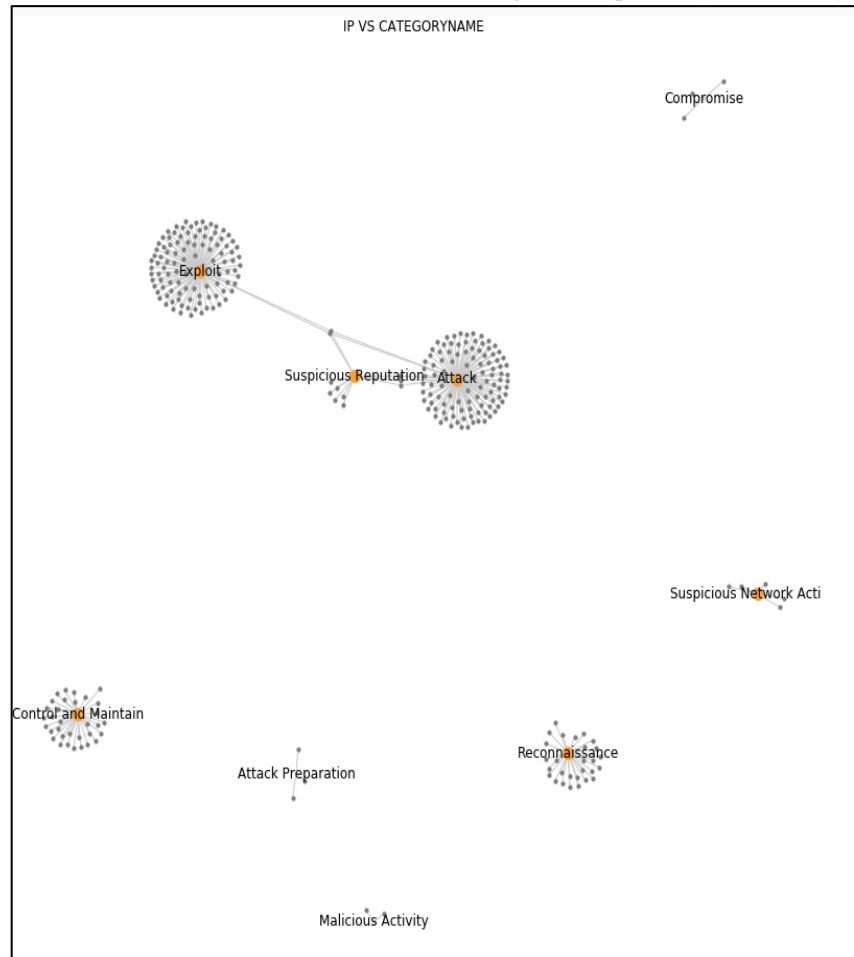 IP VS CATEGORYNAME
Compromise
Exploit
Suspicious Reputation
Attack
Suspicious Network Acti
Control and Maintain
Reconnaissance
Attack Preparation
Malicious Activity